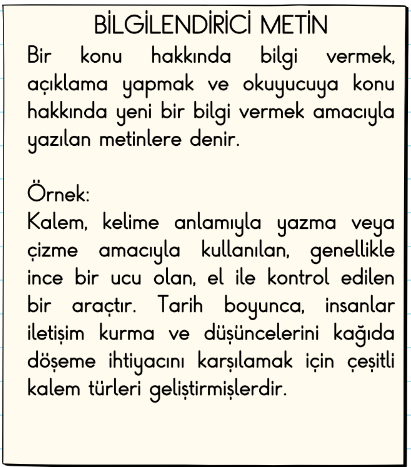 BİLGİLENDİRİCİ METİN
Bir konu hakkında bilgi vermek,
açıklama yapmak ve okuyucuya konu
hakkında yeni bir bilgi vermek amacıyla
yazılan metinlere denir.
Örnek:
Kalem, kelime anlamıyla yazma veya
çizme amacıyla kullanılan, genellikle
ince bir ucu olan, el ile kontrol edilen
bir araçtır. Tarih boyunca, insanlar
iletişim kurma ve düşüncelerini kağıda
döşeme ihtiyacını karşılamak için çeşitli
kalem türleri geliştirmişlerdir.